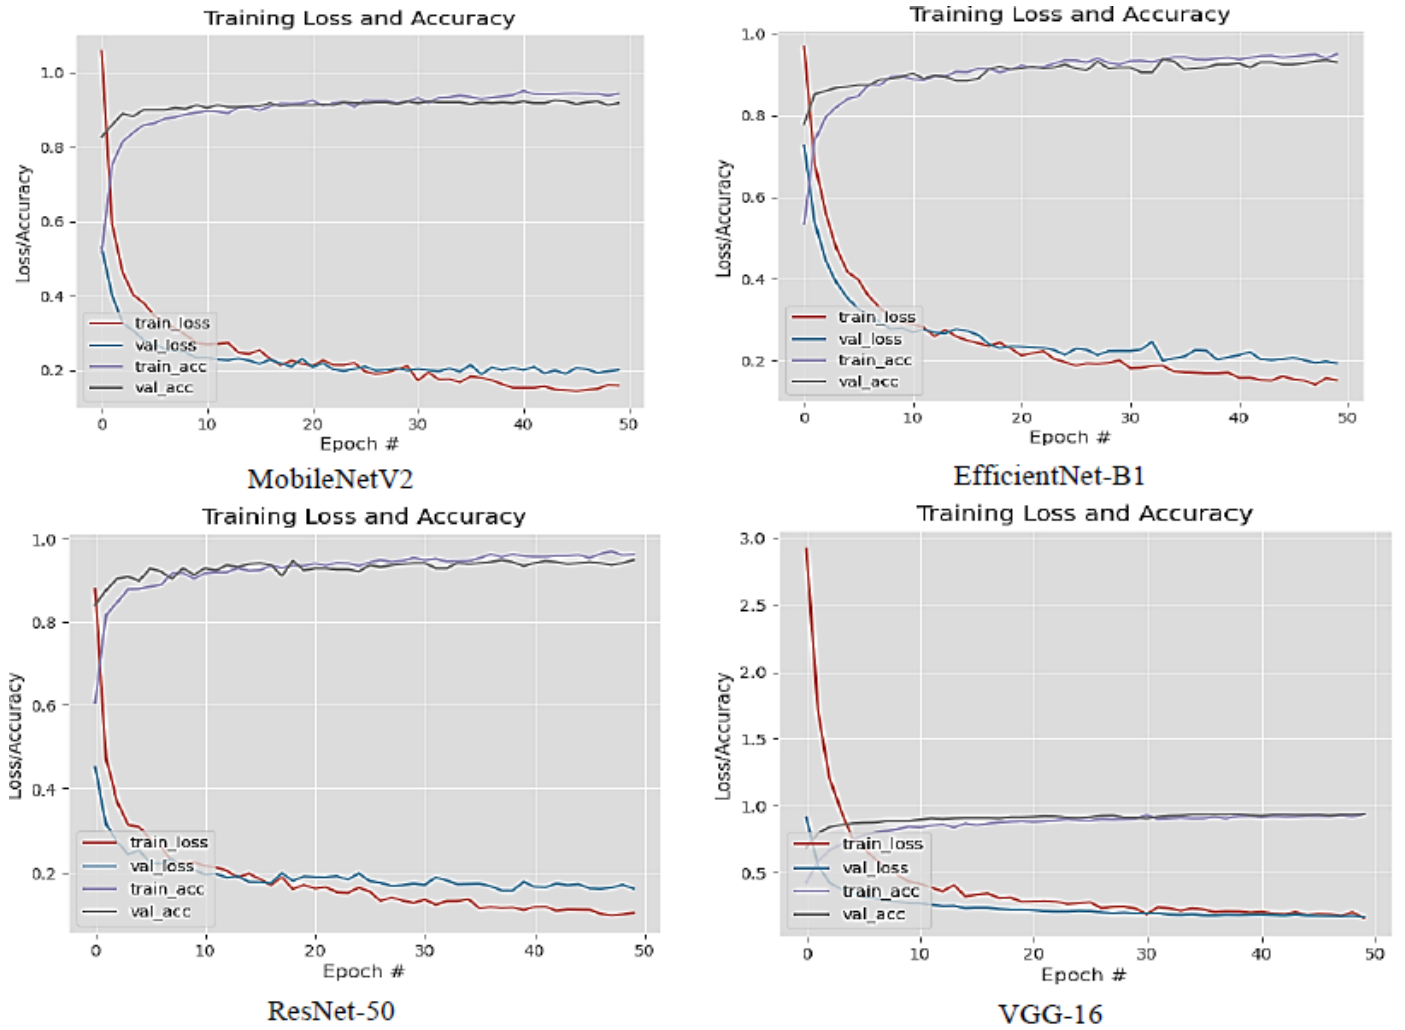 Training Loss and Accuracy
Loss/Accuracy
1.0
0.8
0.6
0.4
0.2
train_loss
val_loss
train_acc
val_acc
0 10 20 30 40 50
Epoch #
MobileNetV2
Training Loss and Accuracy
Loss/Accuracy
1.0
0.8
0.6
0.4
0.2
train_loss
val_loss
train_acc
val_acc
0 10 20 30 40 50
Epoch #
EfficientNet-B1
Training Loss and Accuracy
Loss/Accuracy
1.0
0.8
0.6
0.4
0.2
train_loss
val_loss
train_acc
val_acc
0 10 20 30 40 50
Epoch #
ResNet-50
Training Loss and Accuracy
Loss/Accuracy
3.0
2.5
2.0
1.5
1.0
0.5
train_loss
val_loss
train_acc
val_acc
0 10 20 30 40 50
Epoch #
VGG-16